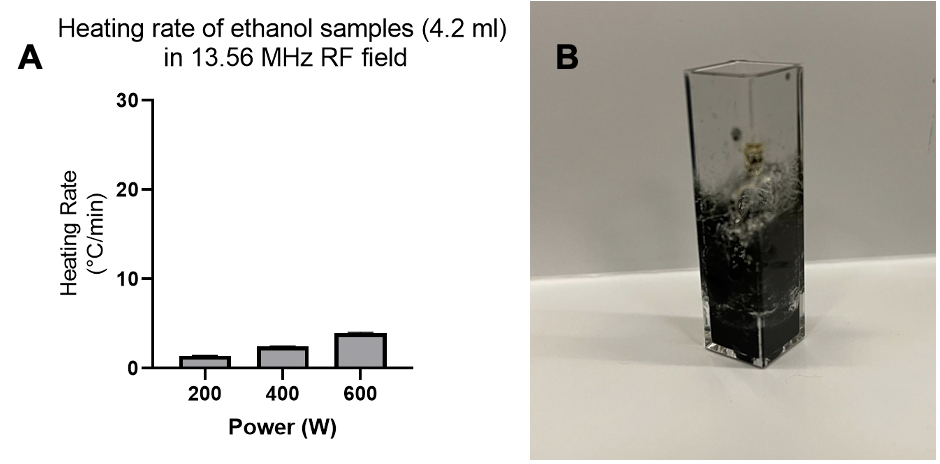 Heating rate of ethanol samples (4.2 ml)
in 13.56 MHz RF field
A
30
20
10
0
Heating Rate
(°C/min)
200
400
600
Power (W)
B